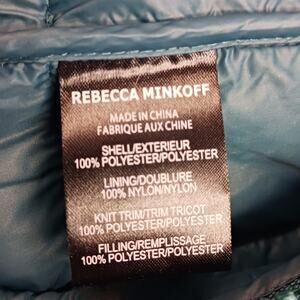 REBECCA MINKOFF
MADE IN CHINA
FABRIQUE AUX CHINE
SHELL/EXTERIEUR
100% POLYESTER/POLYESTER
LINING/DOUBLURE
100% NYLON/NYLON
KNIT TRIM/TRIM TRICOT
100% POLYESTER/POLYESTER
FILLING/REMPLISSAGE
100% POLYESTER/POLYESTER